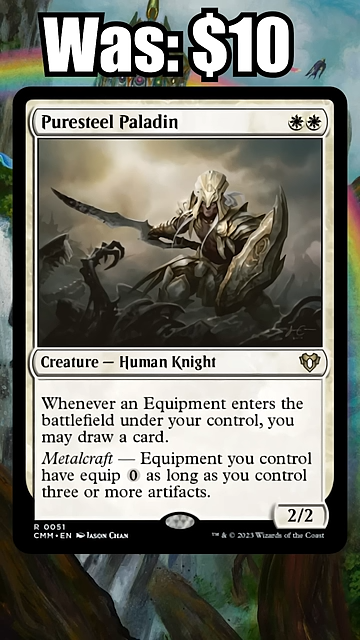 Was: $10
Puresteel Paladin
Creature — Human Knight
Whenever an Equipment enters the
battlefield under your control, you
may draw a card.
Metalcraft — Equipment you control
have equip 0 as long as you control
three or more artifacts.
2/2
R 0051
CMM • EN Jason Chan
™ & © 2023 Wizards of the Coast